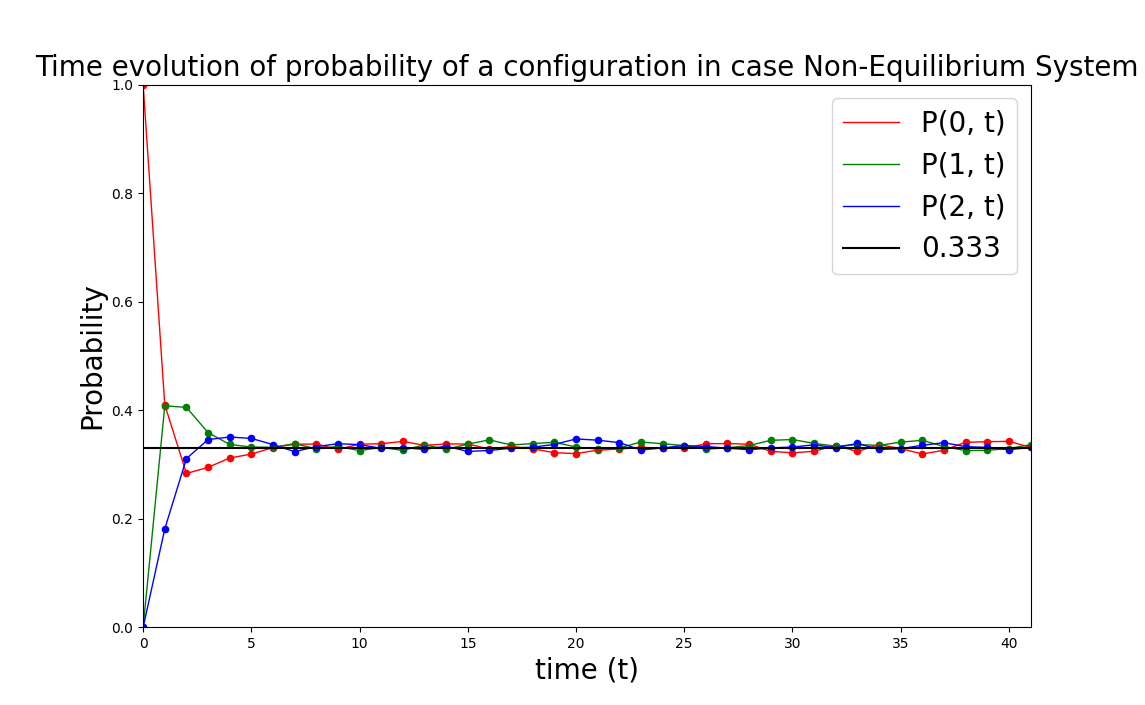 Time evolution of probability of a configuration in case Non-Equilibrium System
1.0
0.8
0.6
0.4
0.2
0.0
Probability
P(0, t)
P(1, t)
P(2, t)
0.333
0 5 10 15 20 25 30 35 40
time (t)